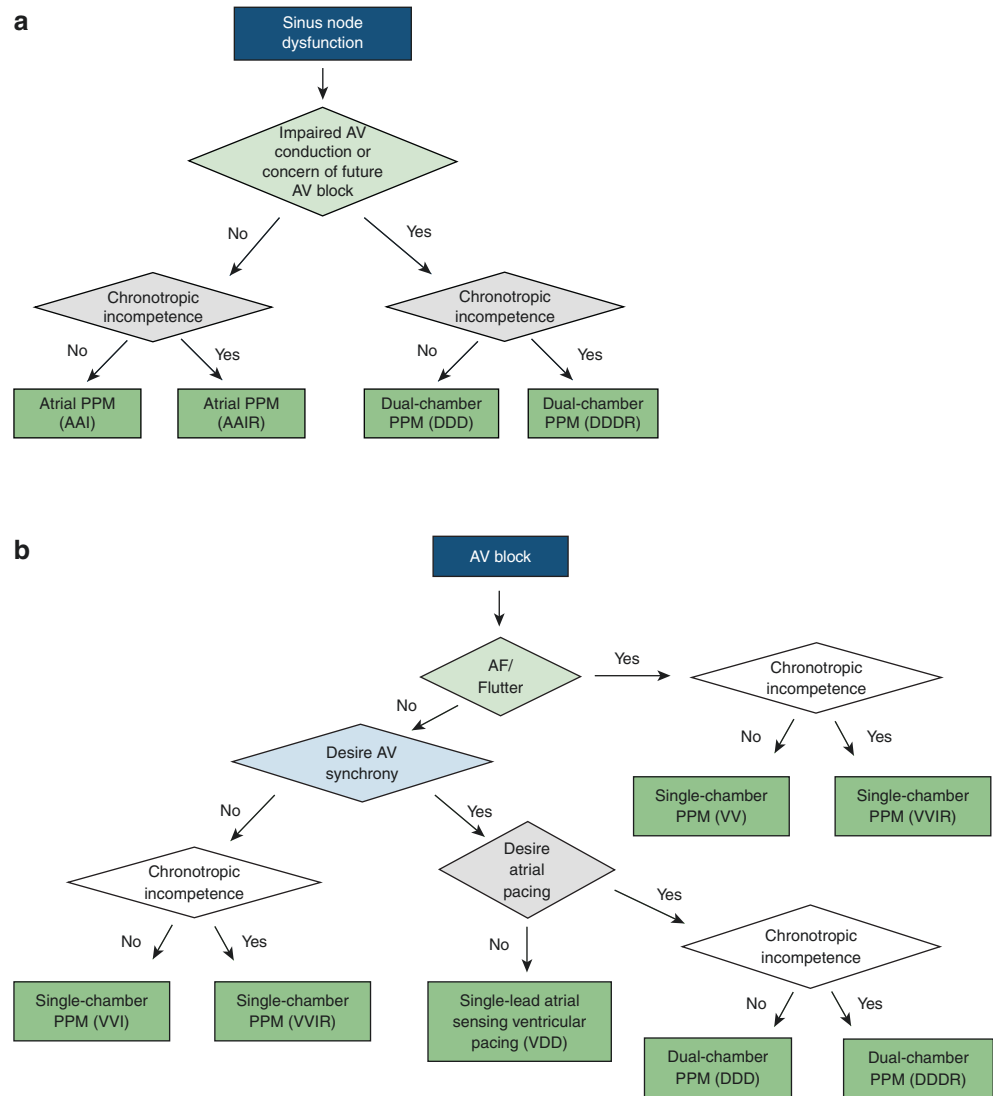 a
Sinus node
dysfunction
Impaired AV
conduction or
concern of future
AV block
No
Yes
Chronotropic
incompetence
Chronotropic
incompetence
No
Yes
No
Yes
Atrial PPM
(AAI)
Atrial PPM
(AAIR)
Dual-chamber
PPM (DDD)
Dual-chamber
PPM (DDDR)
b
AV block
AF/
Flutter
Yes
Chronotropic
incompetence
No
No
Yes
Desire AV
synchrony
Single-chamber
PPM (VV)
Single-chamber
PPM (VVIR)
No
Yes
Chronotropic
incompetence
Desire
atrial
pacing
Yes
No
Yes
No
Chronotropic
incompetence
Single-chamber
PPM (VVI)
Single-chamber
PPM (VVIR)
Single-lead atrial
sensing ventricular
pacing (VDD)
No
Yes
Dual-chamber
PPM (DDD)
Dual-chamber
PPM (DDDR)